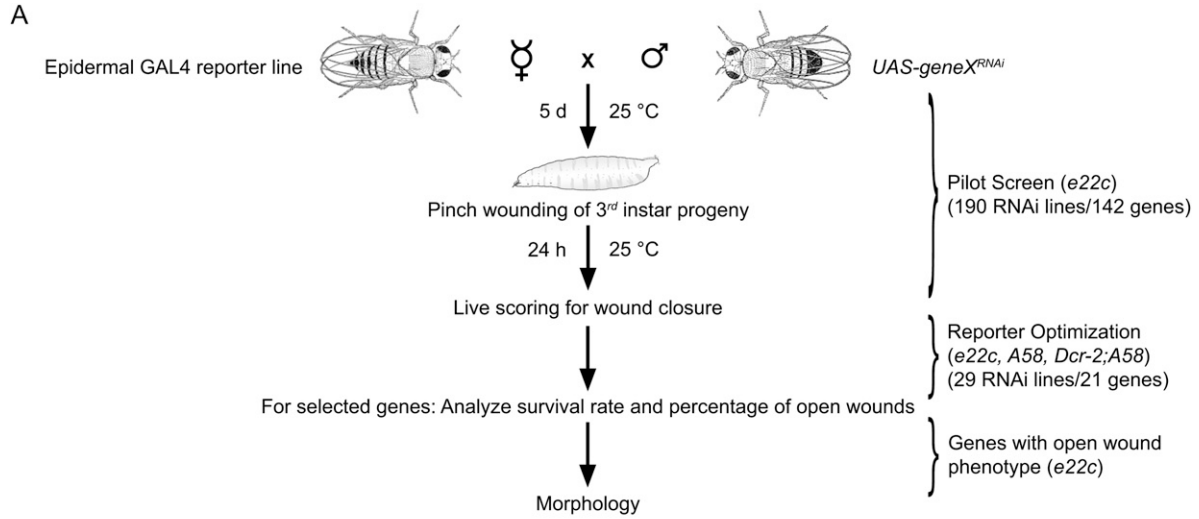 A
Epidermal GAL4 reporter line
☿ x ♂
UAS-geneX^RNAi
5 d 25 °C
Pinch wounding of 3rd instar progeny
Pilot Screen (e22c)
(190 RNAi lines/142 genes)
24 h 25 °C
Live scoring for wound closure
Reporter Optimization
(e22c, A58, Dcr-2;A58)
(29 RNAi lines/21 genes)
For selected genes: Analyze survival rate and percentage of open wounds
Genes with open wound
phenotype (e22c)
Morphology